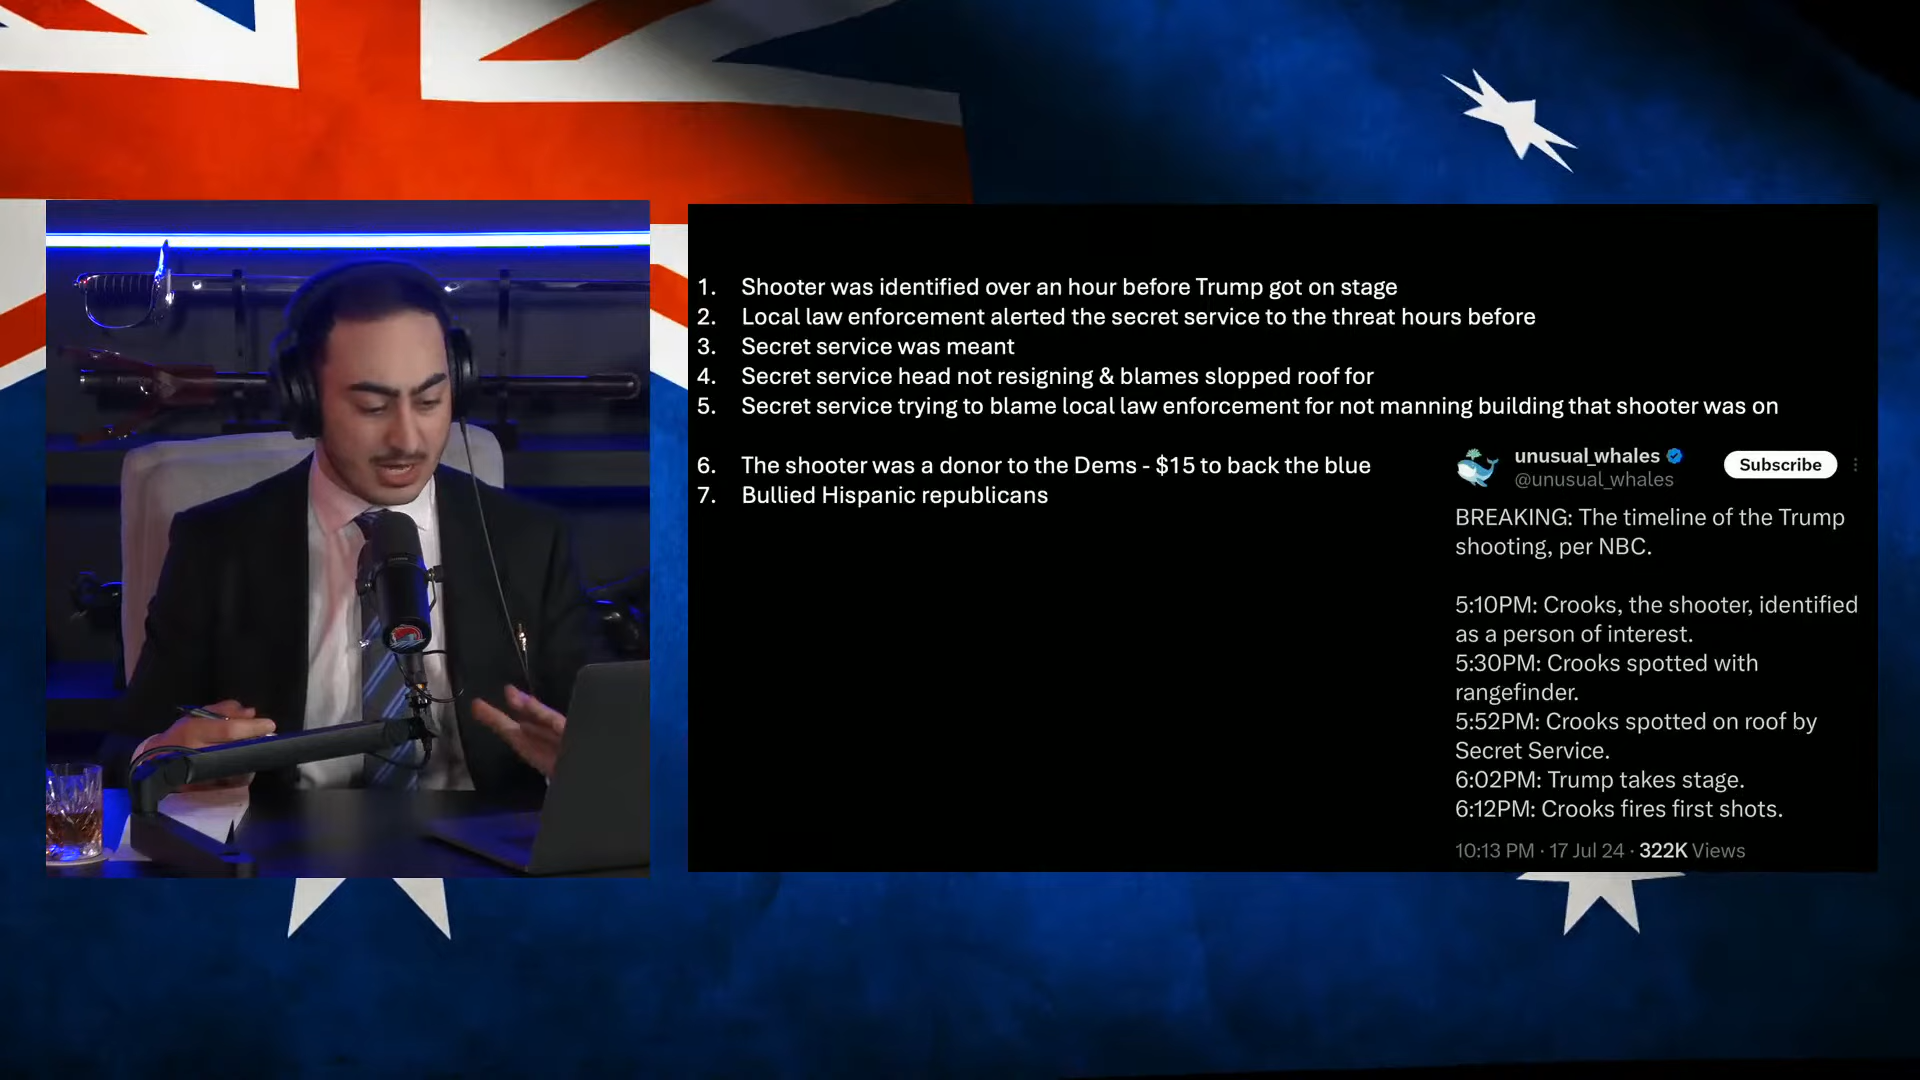 1. Shooter was identified over an hour before Trump got on stage
2. Local law enforcement alerted the secret service to the threat hours before
3. Secret service was meant
4. Secret service head not resigning & blames slopped roof for
5. Secret service trying to blame local law enforcement for not manning building that shooter was on
6. The shooter was a donor to the Dems - $15 to back the blue
7. Bullied Hispanic republicans
unusual_whales
@unusual_whales
Subscribe
BREAKING: The timeline of the Trump
shooting, per NBC.
5:10PM: Crooks, the shooter, identified
as a person of interest.
5:30PM: Crooks spotted with
rangefinder.
5:52PM: Crooks spotted on roof by
Secret Service.
6:02PM: Trump takes stage.
6:12PM: Crooks fires first shots.
10:13 PM · 17 Jul 24 · 322K Views